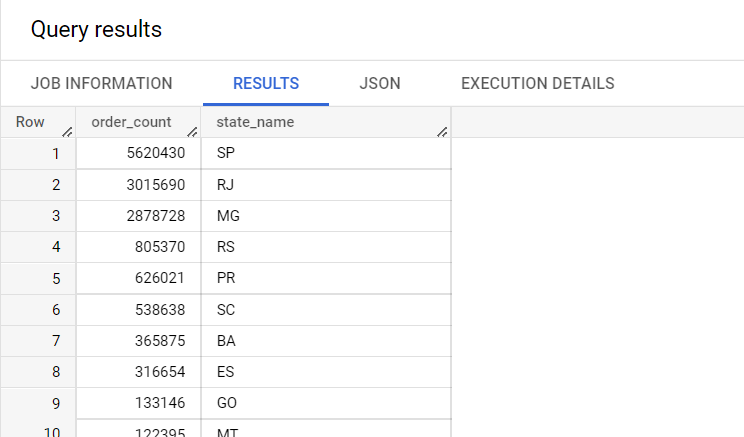 Query results
JOB INFORMATION RESULTS JSON EXECUTION DETAILS
Row order_count state_name
1 5620430 SP
2 3015690 RJ
3 2878728 MG
4 805370 RS
5 626021 PR
6 538638 SC
7 365875 BA
8 316654 ES
9 133146 GO
10 122395 MT